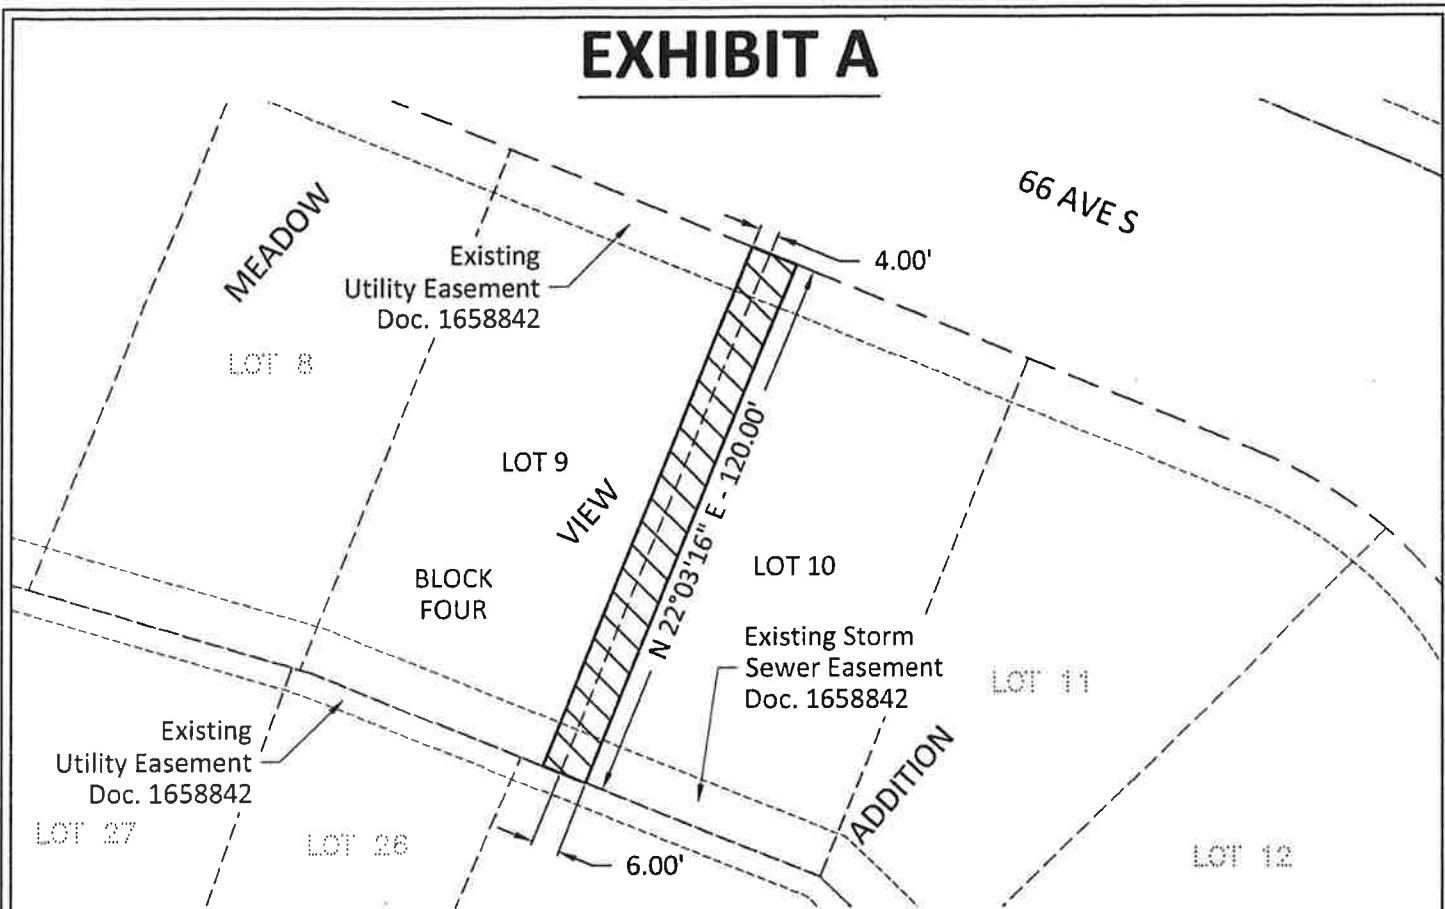 EXHIBIT A
66 AVE S
MEADOW
Existing
Utility Easement
Doc. 1658842
4.00'
LOT 8
LOT 9
VIEW
N 22°03'16" E - 120.00'
LOT 10
BLOCK
FOUR
Existing Storm
Sewer Easement
Doc. 1658842
LOT 11
Existing
Utility Easement
Doc. 1658842
ADDITION
LOT 27
LOT 26
6.00'
LOT 12